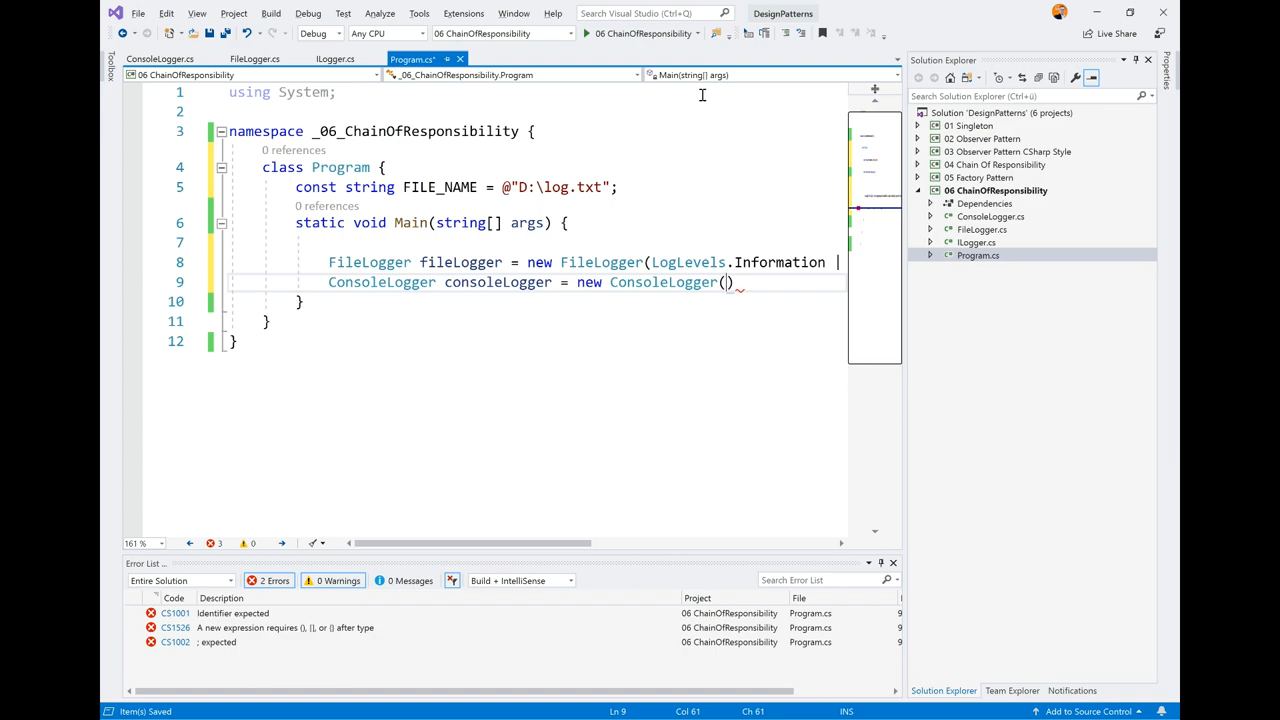 File Edit View Project Build Debug Test Analyze Tools Extensions Window Help Search Visual Studio (Ctrl+Q) DesignPatterns
Debug Any CPU 06 ChainOfResponsibility 06 ChainOfResponsibility Live Share
Toolbox
ConsoleLogger.cs FileLogger.cs ILogger.cs Program.cs*
06 ChainOfResponsibility _06_ChainOfResponsibility.Program Main(string[] args)
1 using System;
2
3 namespace _06_ChainOfResponsibility {
0 references
4 class Program {
5 const string FILE_NAME = @"D:\log.txt";
0 references
6 static void Main(string[] args) {
7
8 FileLogger fileLogger = new FileLogger(LogLevels.Information |
9 ConsoleLogger consoleLogger = new ConsoleLogger()
10 }
11 }
12 }
161 % 3 0
Error List ...
Entire Solution 2 Errors 0 Warnings 0 Messages Build + IntelliSense Search Error List
Code Description Project File L
CS1001 Identifier expected 06 ChainOfResponsibility Program.cs 9
CS1526 A new expression requires (), [], or {} after type 06 ChainOfResponsibility Program.cs 9
CS1002 ; expected 06 ChainOfResponsibility Program.cs 9
Solution Explorer
Search Solution Explorer (Ctrl+ü)
Solution 'DesignPatterns' (6 projects)
01 Singleton
02 Observer Pattern
03 Observer Pattern CSharp Style
04 Chain Of Responsibility
05 Factory Pattern
06 ChainOfResponsibility
Dependencies
ConsoleLogger.cs
FileLogger.cs
ILogger.cs
Program.cs
Solution Explorer Team Explorer Notifications
Properties
Item(s) Saved Ln 9 Col 61 Ch 61 INS Add to Source Control